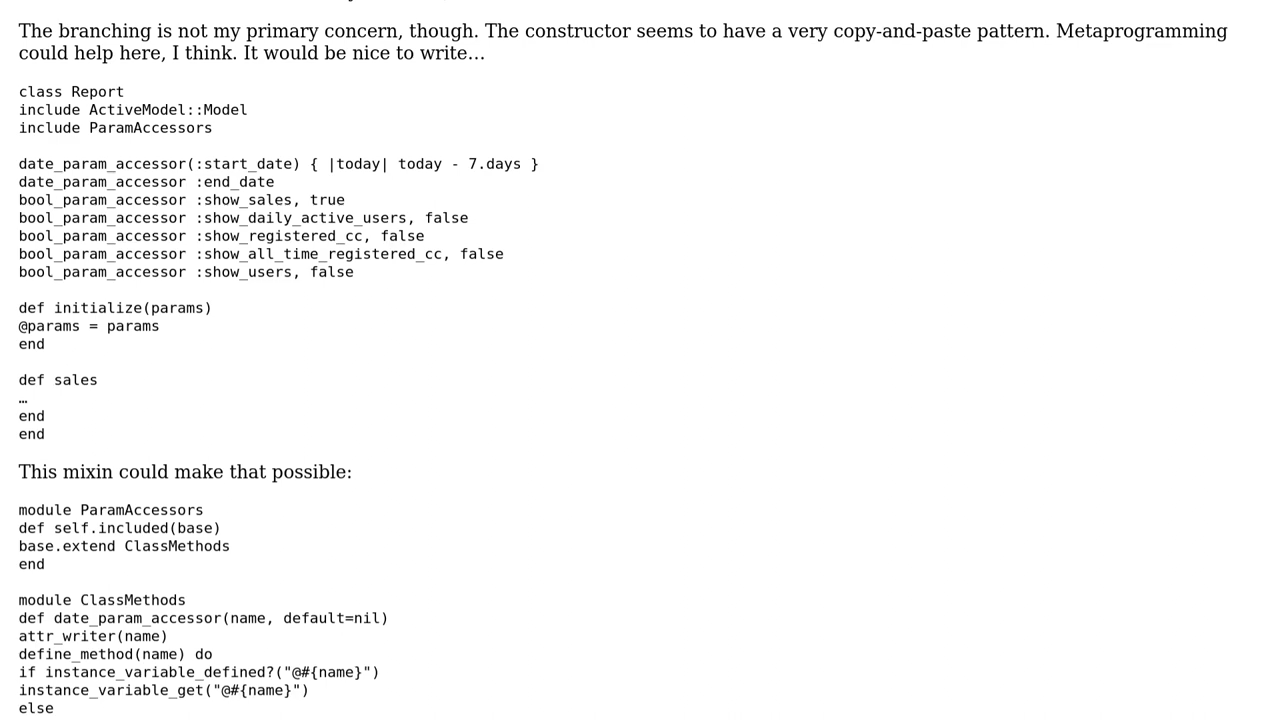 The branching is not my primary concern, though. The constructor seems to have a very copy-and-paste pattern. Metaprogramming
could help here, I think. It would be nice to write…
class Report
include ActiveModel::Model
include ParamAccessors
date_param_accessor(:start_date) { |today| today - 7.days }
date_param_accessor :end_date
bool_param_accessor :show_sales, true
bool_param_accessor :show_daily_active_users, false
bool_param_accessor :show_registered_cc, false
bool_param_accessor :show_all_time_registered_cc, false
bool_param_accessor :show_users, false
def initialize(params)
@params = params
end
def sales
…
end
end
This mixin could make that possible:
module ParamAccessors
def self.included(base)
base.extend ClassMethods
end
module ClassMethods
def date_param_accessor(name, default=nil)
attr_writer(name)
define_method(name) do
if instance_variable_defined?("@#{name}")
instance_variable_get("@#{name}")
else